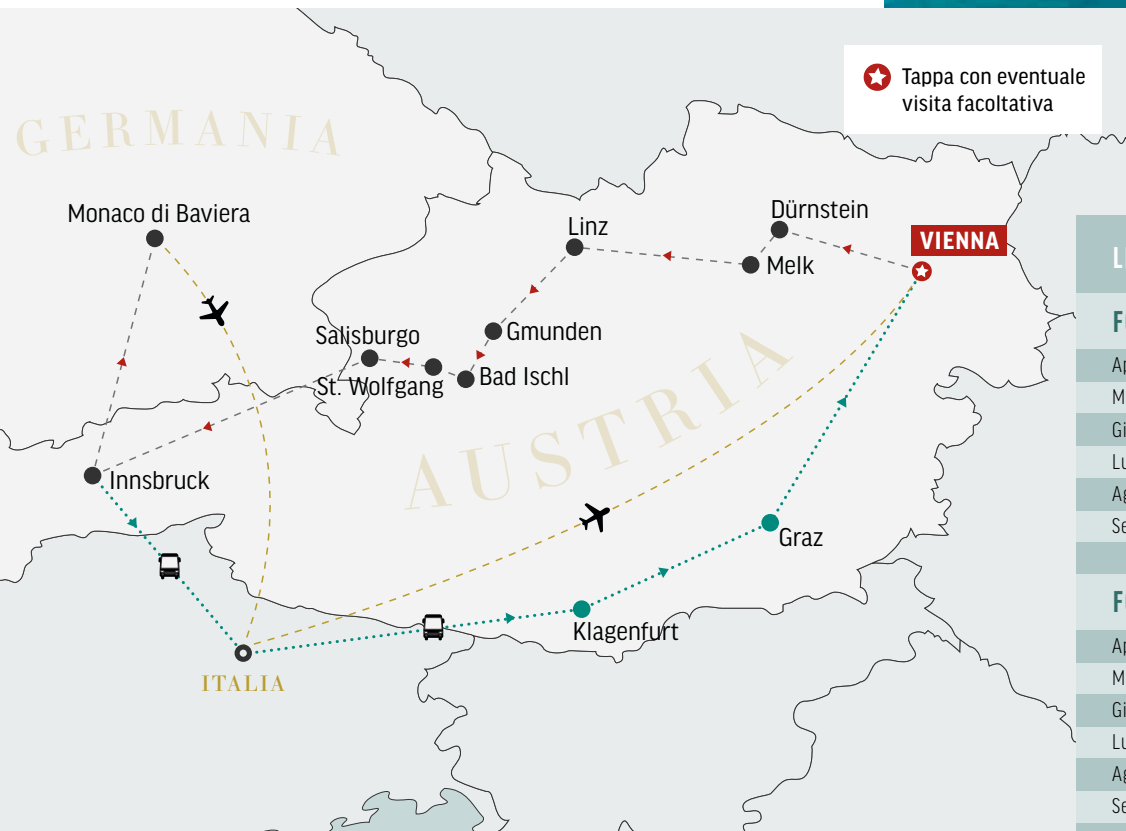 Tappa con eventuale
visita facoltativa
GERMANIA
Monaco di Baviera
Dürnstein
Linz
VIENNA
Melk
Gmunden
Salisburgo
St. Wolfgang
Bad Ischl
AUSTRIA
Innsbruck
Graz
Klagenfurt
ITALIA